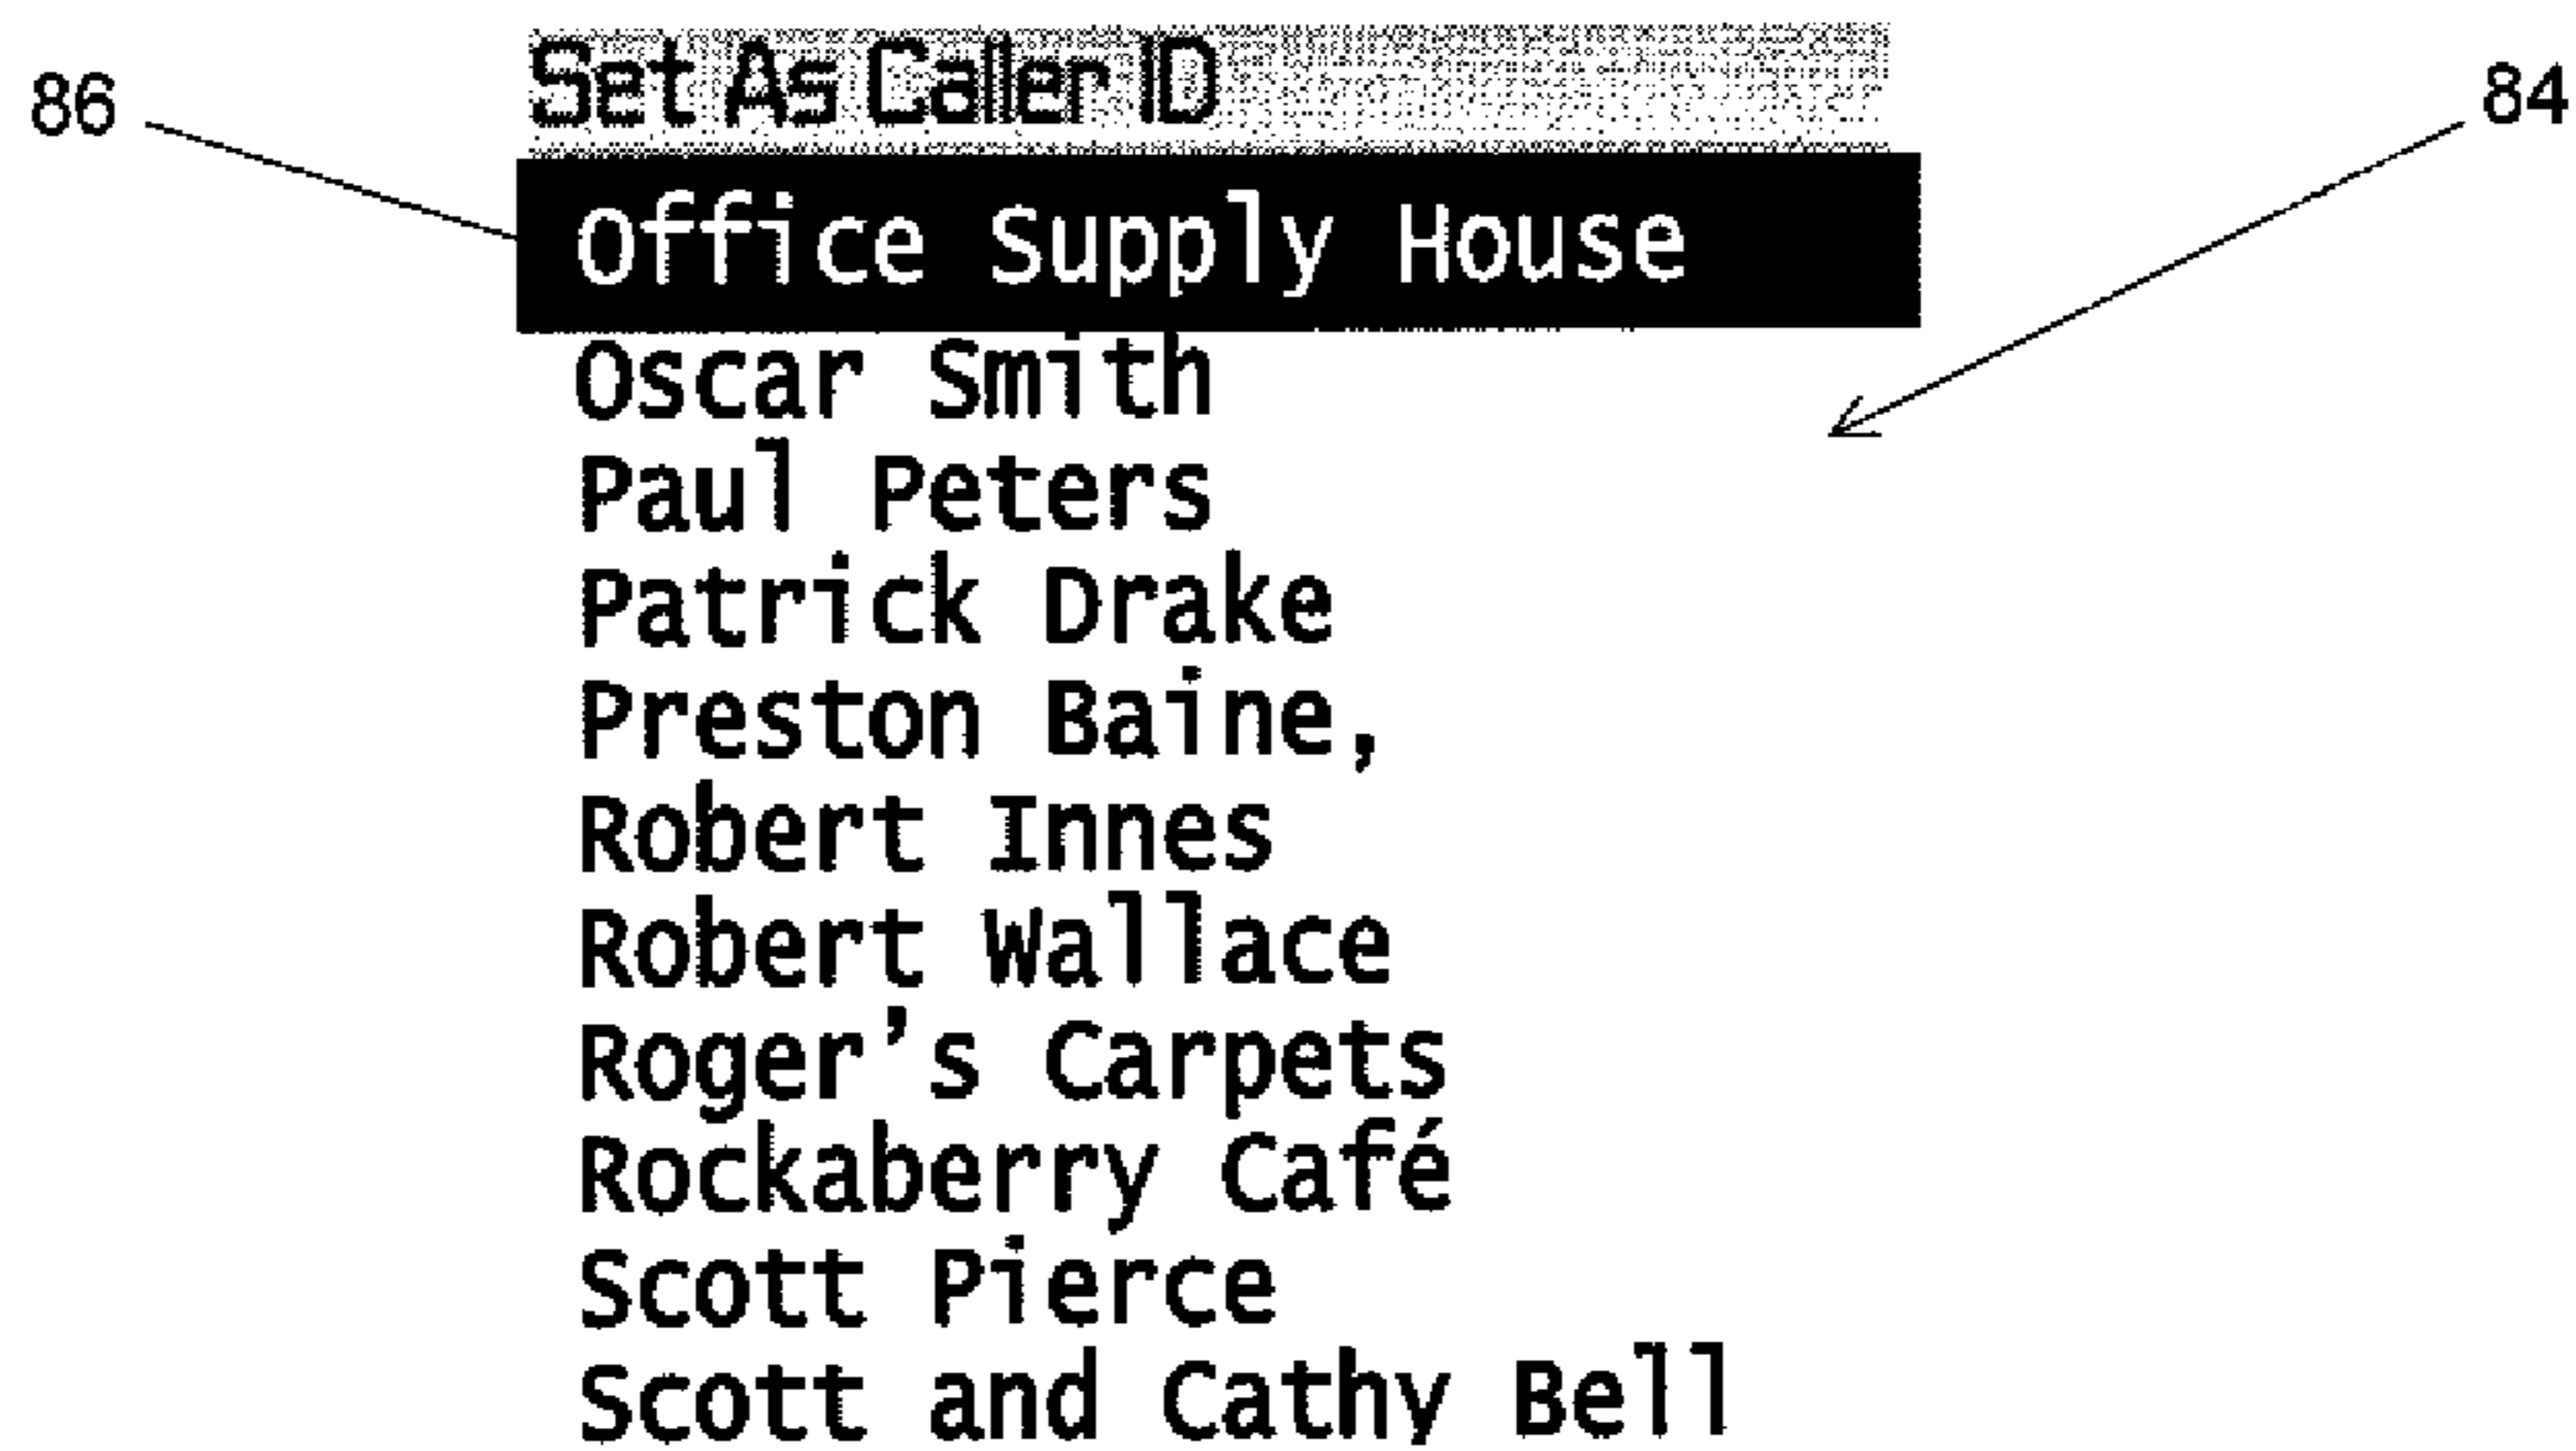 Set As Caller ID
86
84
Office Supply House
Oscar Smith
Paul Peters
Patrick Drake
Preston Baine,
Robert Innes
Robert Wallace
Roger’s Carpets
Rockaberry Café
Scott Pierce
Scott and Cathy Bell